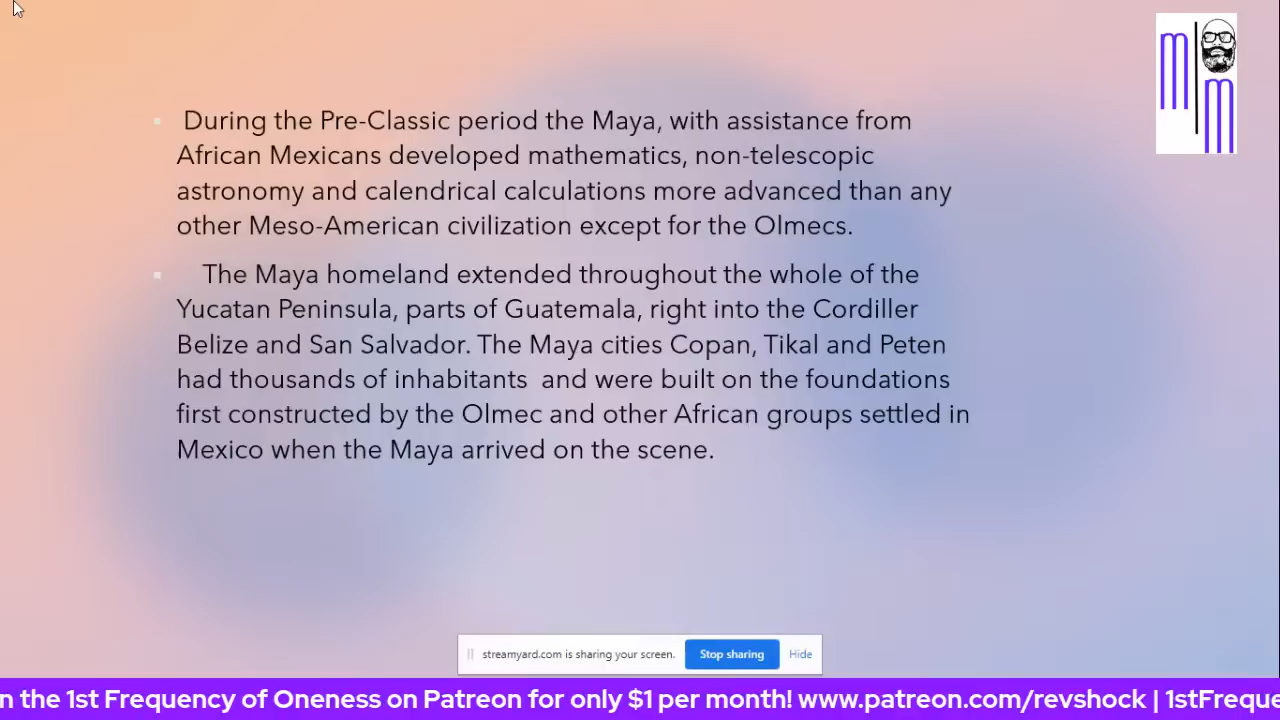 During the Pre-Classic period the Maya, with assistance from
African Mexicans developed mathematics, non-telescopic
astronomy and calendrical calculations more advanced than any
other Meso-American civilization except for the Olmecs.
The Maya homeland extended throughout the whole of the
Yucatan Peninsula, parts of Guatemala, right into the Cordiller
Belize and San Salvador. The Maya cities Copan, Tikal and Peten
had thousands of inhabitants  and were built on the foundations
first constructed by the Olmec and other African groups settled in
Mexico when the Maya arrived on the scene.
m
m
streamyard.com is sharing your screen. Stop sharing Hide
n the 1st Frequency of Oneness on Patreon for only $1 per month! www.patreon.com/revshock | 1stFreque